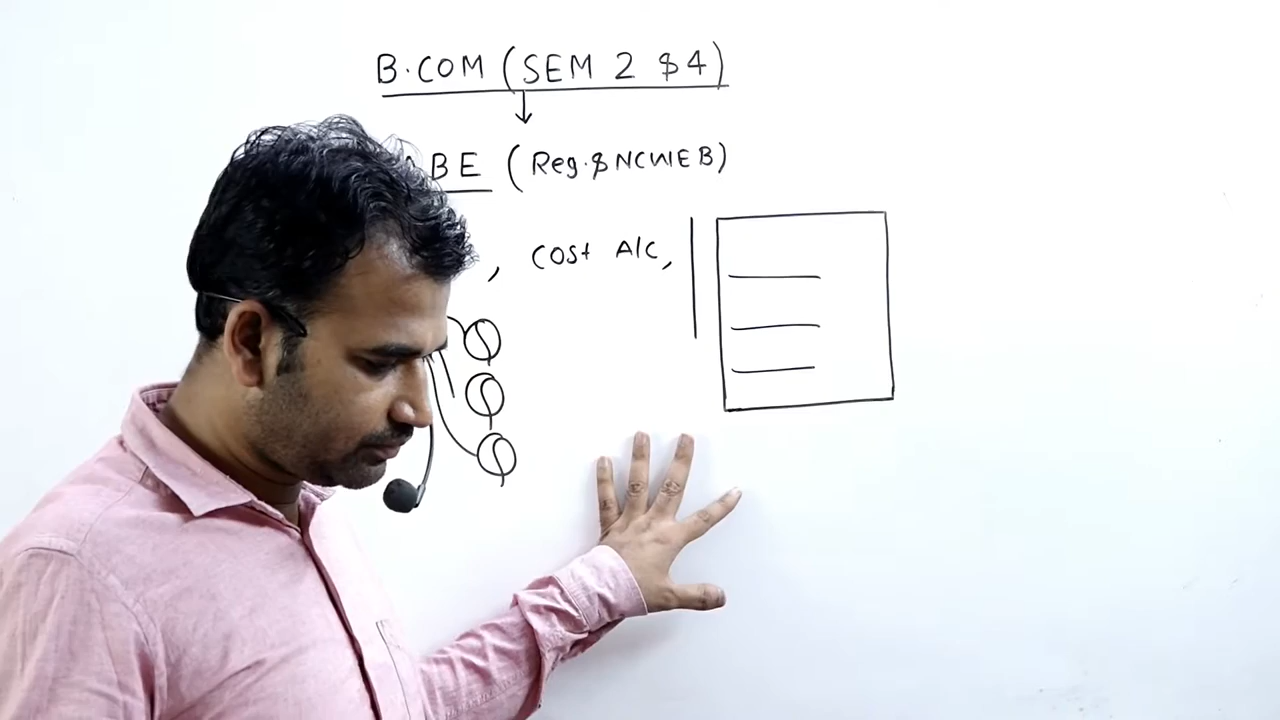 B.COM (SEM 2 $ 4)
BE (Reg. $ NCWEB)
, Cost A/C,